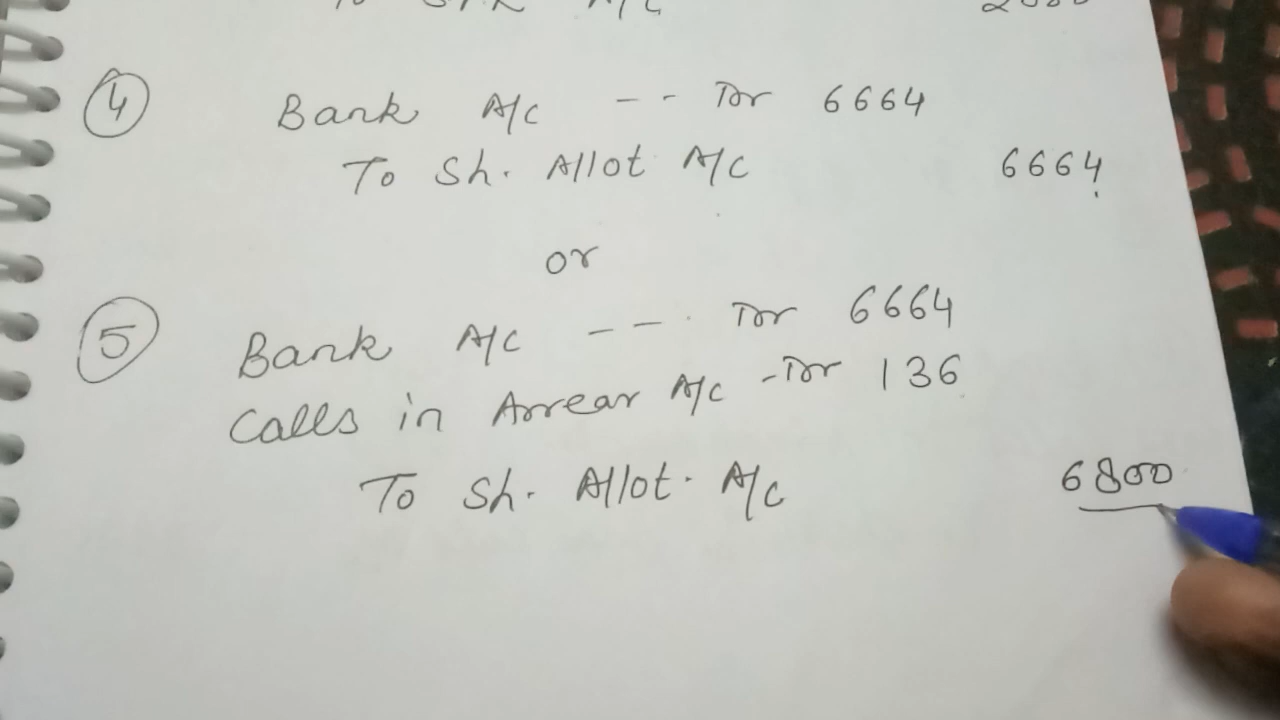 To A/C
④ Bank A/C -- Dr 6664
To Sh. Allot A/C 6664
or
⑤ Bank A/C --- Dr 6664
Calls in Arrear A/C - Dr 136
To Sh. Allot. A/C 6800